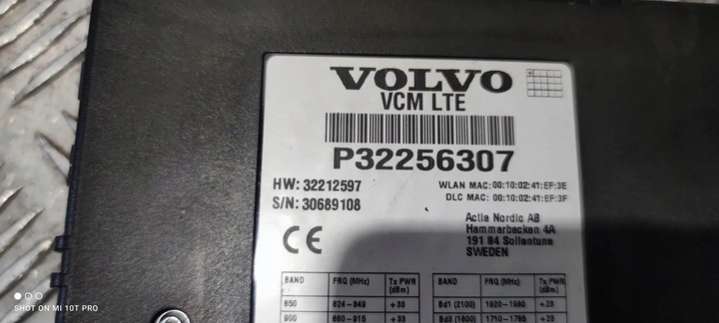 VOLVO
VCM LTE
P32256307
HW: 32212597
S/N: 30689108
WLAN MAC: 00:10:02:41:EF:3E
DLC MAC: 00:10:02:41:EF:3F
Actia Nordic AB
Hammarbacken 4A
191 84 Sollentuna
SWEDEN
CE
BAND FRQ (MHz) Tx PWR (dBm) BAND FRQ (MHz) Tx PWR (dBm)
850 824-849 +33 Bd1 (2100) 1920-1980 +23
900 880-915 +33 Bd3 (1800) 1710-1785 +23
SHOT ON MI 10T PRO